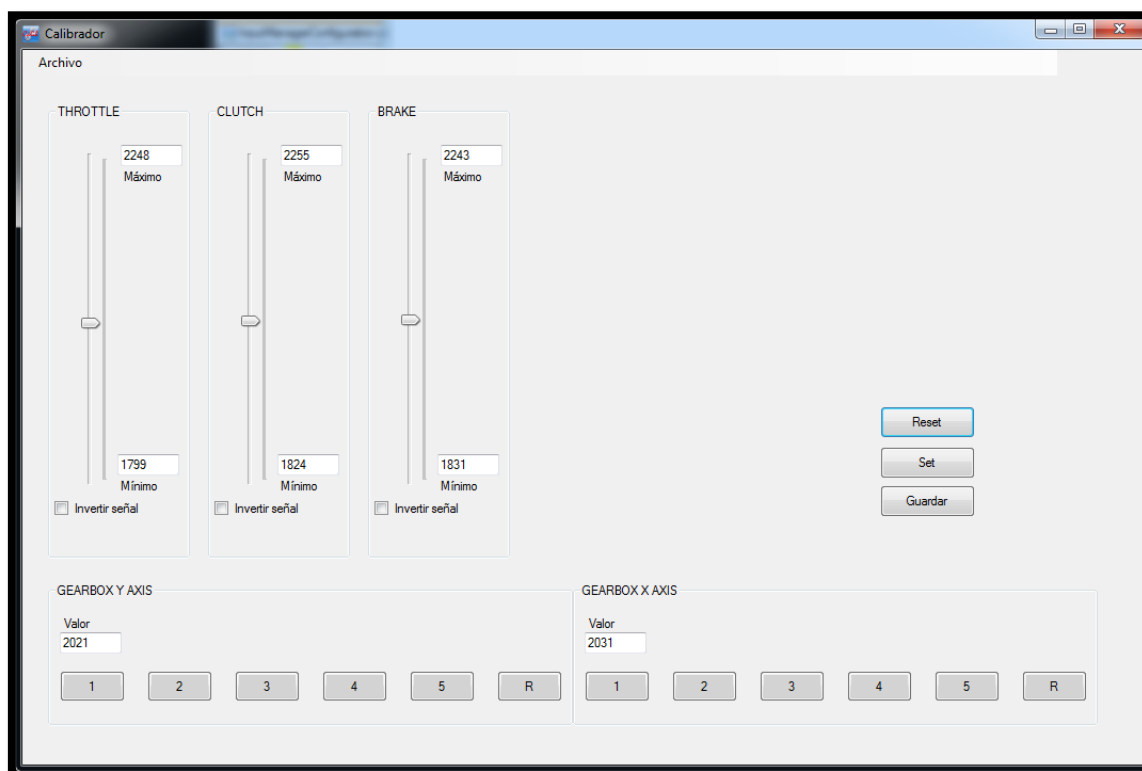 Calibrador
Archivo
THROTTLE
2248
Máximo
1799
Mínimo
Invertir señal
CLUTCH
2255
Máximo
1824
Mínimo
Invertir señal
BRAKE
2243
Máximo
1831
Mínimo
Invertir señal
Reset
Set
Guardar
GEARBOX Y AXIS
Valor
2021
1 2 3 4 5 R
GEARBOX X AXIS
Valor
2031
1 2 3 4 5 R